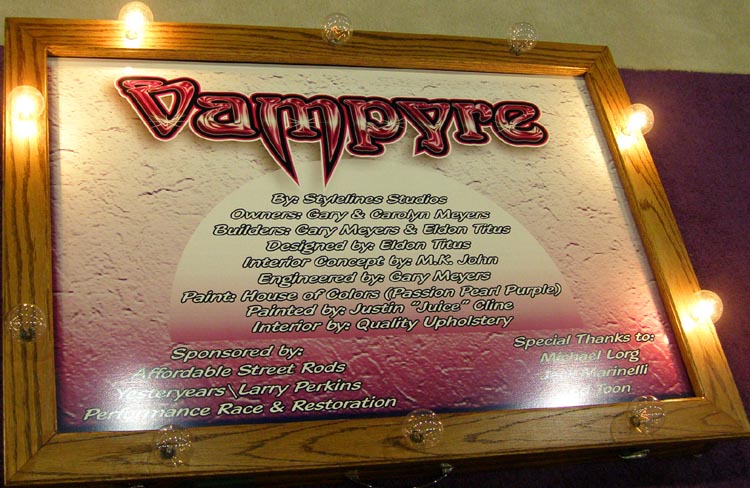 Vampyre
By: Stylelines Studios
Owners: Gary & Carolyn Meyers
Builders: Gary Meyers & Eldon Titus
Designed by: Eldon Titus
Interior Concept by: M.K. John
Engineered by: Gary Meyers
Paint: House of Colors (Passion Pearl Purple)
Painted by: Justin "Juice" Cline
Interior by: Quality Upholstery
Sponsored by:
Affordable Street Rods
Yesteryears\Larry Perkins
Performance Race & Restoration
Special Thanks to:
Michael Lorg
Marinelli
Toon